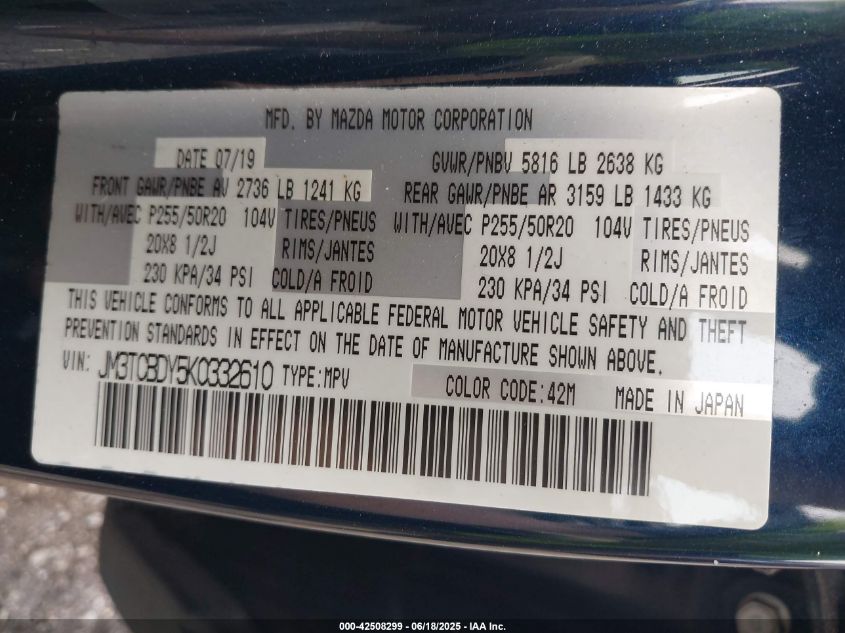 MFD. BY MAZDA MOTOR CORPORATION
DATE 07/19 GVWR/PNBV 5816 LB 2638 KG
FRONT GAWR/PNBE AV 2736 LB 1241 KG REAR GAWR/PNBE AR 3159 LB 1433 KG
WITH/AVEC P255/50R20 104V TIRES/PNEUS WITH/AVEC P255/50R20 104V TIRES/PNEUS
20X8 1/2J RIMS/JANTES 20X8 1/2J RIMS/JANTES
230 KPA/34 PSI COLD/A FROID 230 KPA/34 PSI COLD/A FROID
THIS VEHICLE CONFORMS TO ALL APPLICABLE FEDERAL MOTOR VEHICLE SAFETY AND THEFT
PREVENTION STANDARDS IN EFFECT ON THE DATE OF MANUFACTURE SHOWN ABOVE.
VIN: JM3TCBDY5K0332610 TYPE:MPV COLOR CODE:42M MADE IN JAPAN
000-42508299 - 06/18/2025 - IAA Inc.